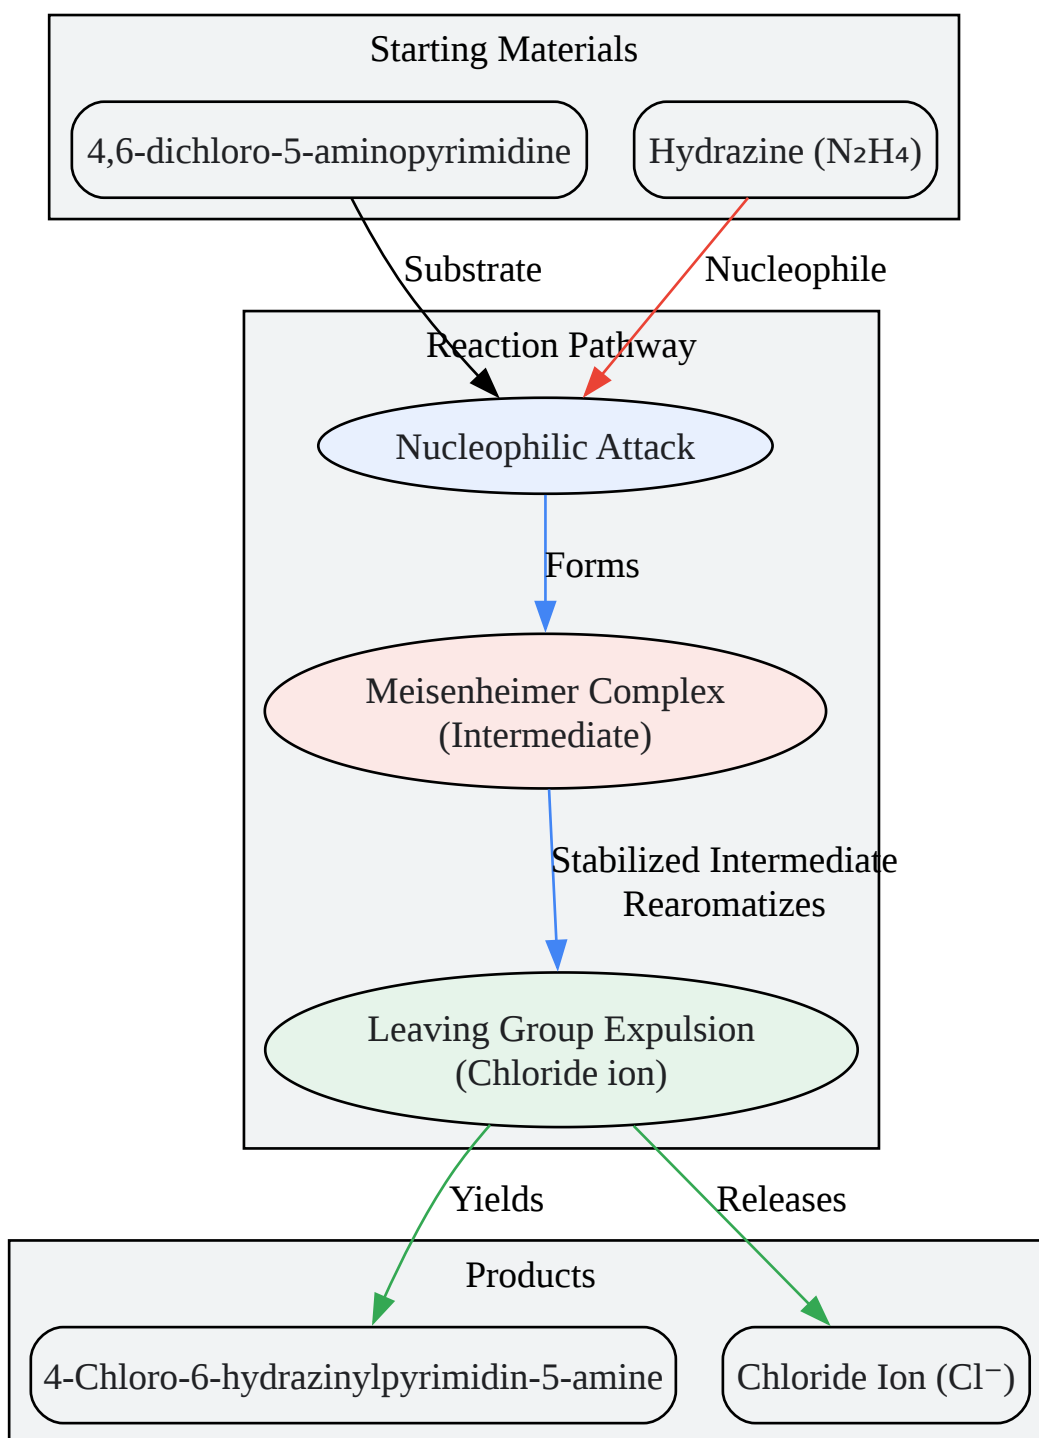 Starting Materials
4,6-dichloro-5-aminopyrimidine
Hydrazine (N₂H₄)
Substrate
Nucleophile
Reaction Pathway
Nucleophilic Attack
Forms
Meisenheimer Complex
(Intermediate)
Stabilized Intermediate
Rearomatizes
Leaving Group Expulsion
(Chloride ion)
Yields
Releases
Products
4-Chloro-6-hydrazinylpyrimidin-5-amine
Chloride Ion (Cl⁻)